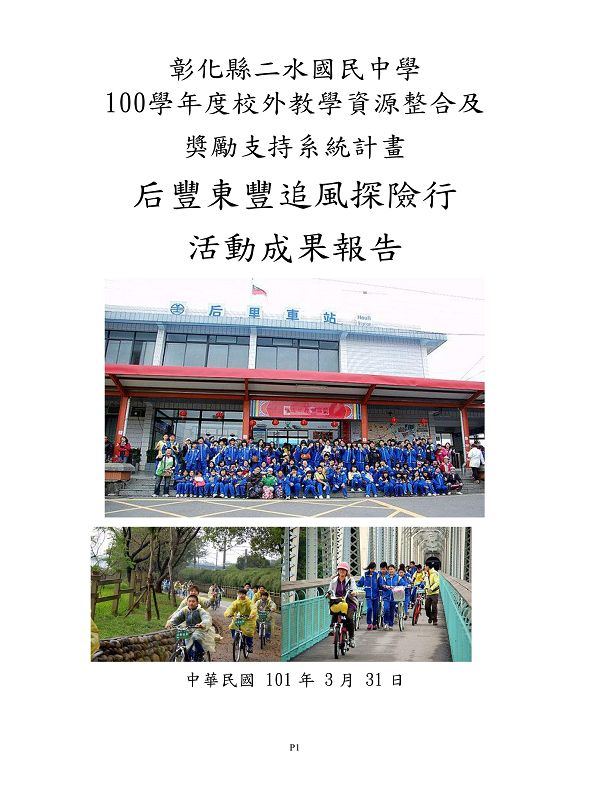 彰化縣二水國民中學
100學年度校外教學資源整合及
獎勵支持系統計畫
后豐東豐追風探險行
活動成果報告
后里車站
Houli
中華民國 101 年 3 月 31 日
P1